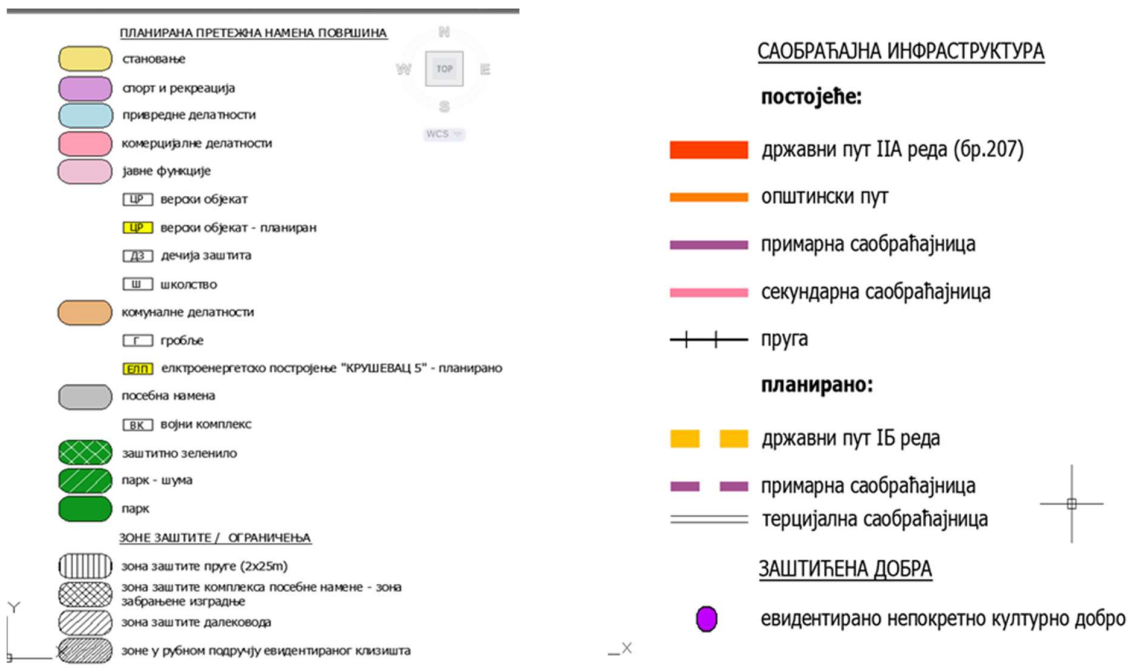 ПЛАНИРАНА ПРЕТЕЖНА НАМЕНА ПОВРШИНА
становање
спорт и рекреација
привредне делатности
комерцијалне делатности
јавне функције
ЦР верски објекат
ЦР верски објекат - планиран
ДЗ дечија заштита
Ш школство
комуналне делатности
Г гробље
ЕЛП елктроенергетско постројење "КРУШЕВАЦ 5" - планирано
посебна намена
ВК војни комплекс
заштитно зеленило
парк - шума
парк
ЗОНЕ ЗАШТИТЕ / ОГРАНИЧЕЊА
зона заштите пруге (2x25m)
зона заштите комплекса посебне намене - зона
забрањене изградње
зона заштите далековода
зоне у рубном подручју евидентираног клизишта
Y
X
N
W
TOP
E
S
WCS
САОБРАЋАЈНА ИНФРАСТРУКТУРА
постојеће:
државни пут IIА реда (бр.207)
општински пут
примарна саобраћајница
секундарна саобраћајница
пруга
планирано:
државни пут IБ реда
примарна саобраћајница
терцијална саобраћајница
ЗАШТИЋЕНА ДОБРА
евидентирано непокретно културно добро
X